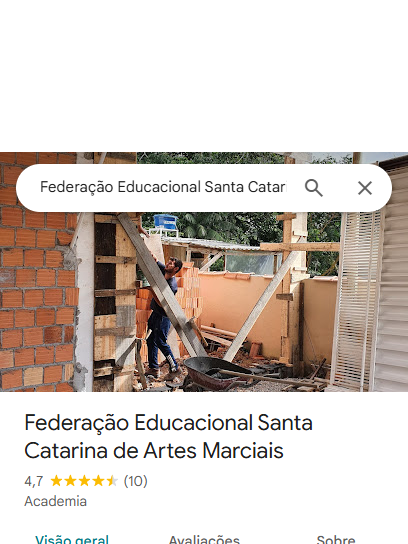 Federação Educacional Santa Catar
Federação Educacional Santa
Catarina de Artes Marciais
4,7 (10)
Academia
Visão geral Avaliações Sobre